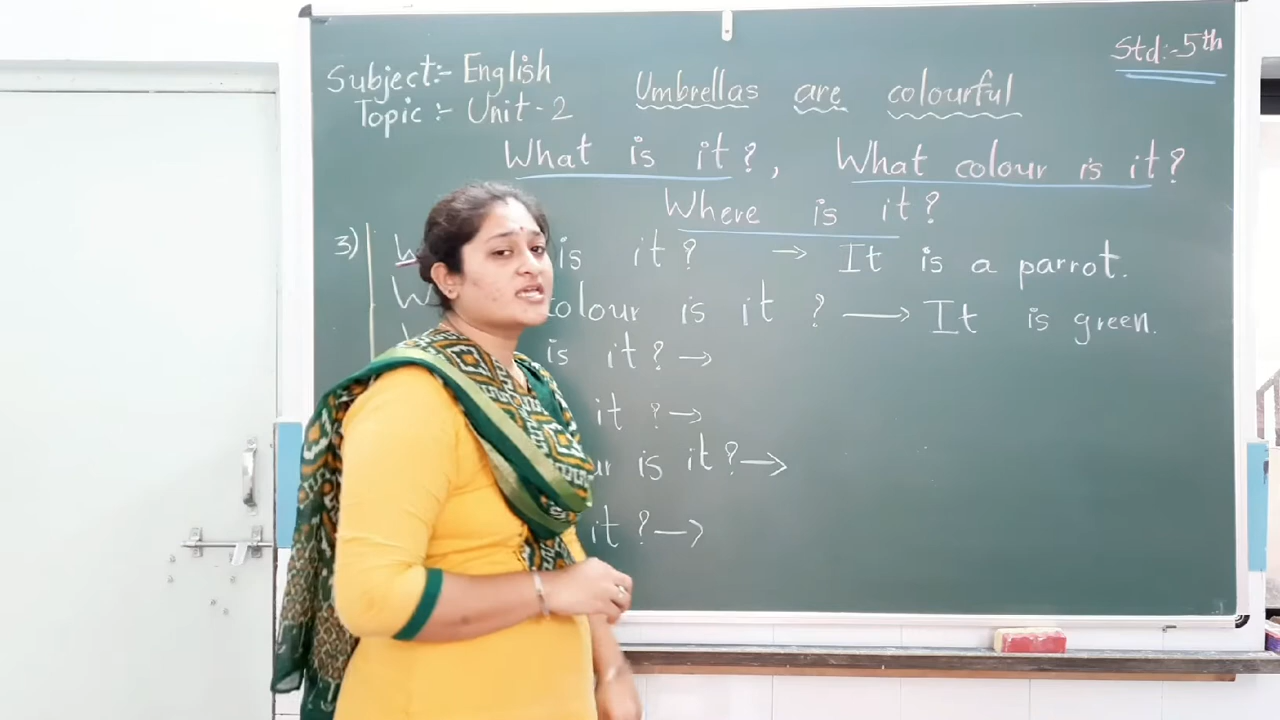 Subject:- English
Std:-5th
Topic:- Unit-2
Umbrellas are colourful
What is it?, What colour is it?
Where is it?
3) is it? → It is a parrot.
colour is it? → It is green.
is it? →
it ? →
is it? →
it ? →